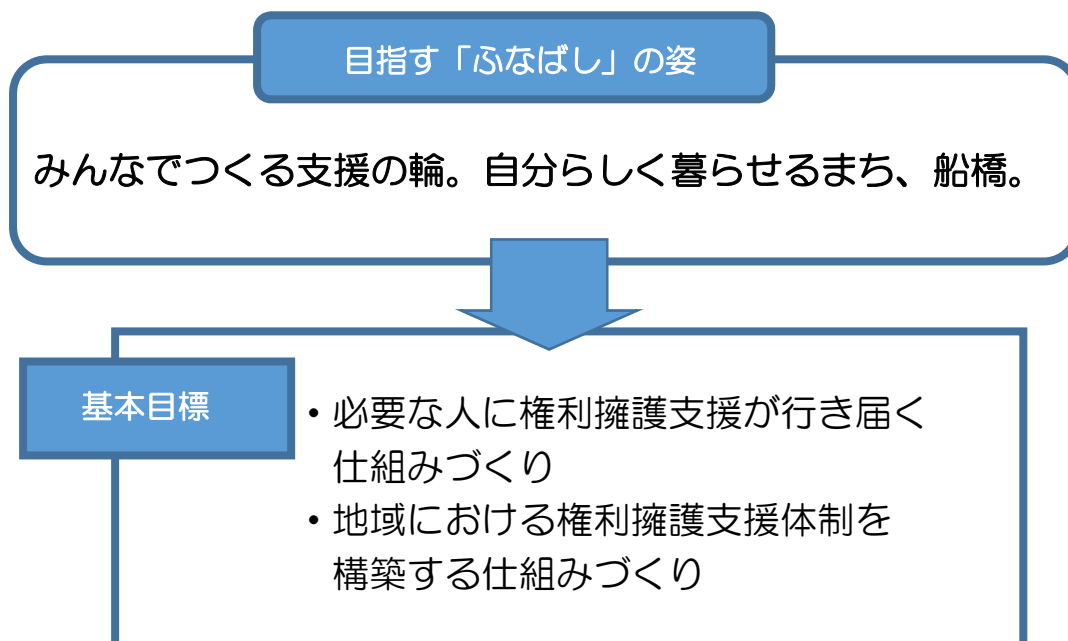 目指す「ふなばし」の姿
みんなでつくる支援の輪。自分らしく暮らせるまち、船橋。
基本目標
・必要な人に権利擁護支援が行き届く
仕組みづくり
・地域における権利擁護支援体制を
構築する仕組みづくり